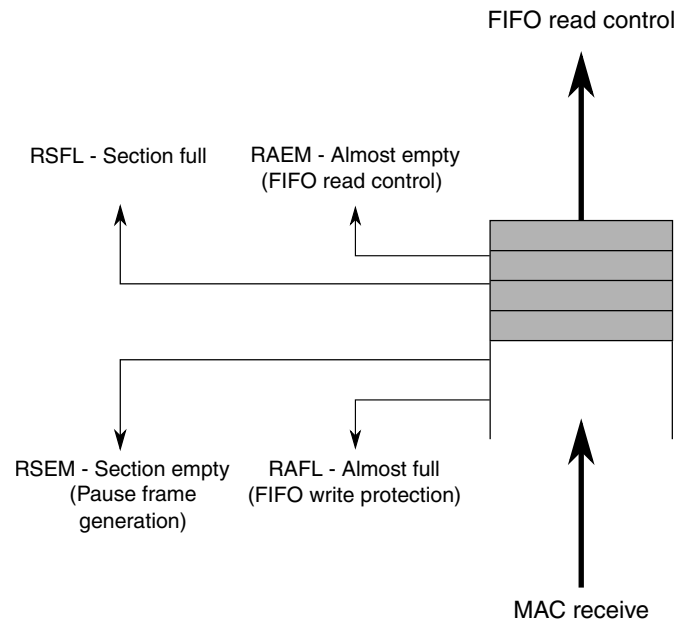 FIFO read control
RSFL - Section full
RAEM - Almost empty
(FIFO read control)
RSEM - Section empty
(Pause frame
generation)
RAFL - Almost full
(FIFO write protection)
MAC receive